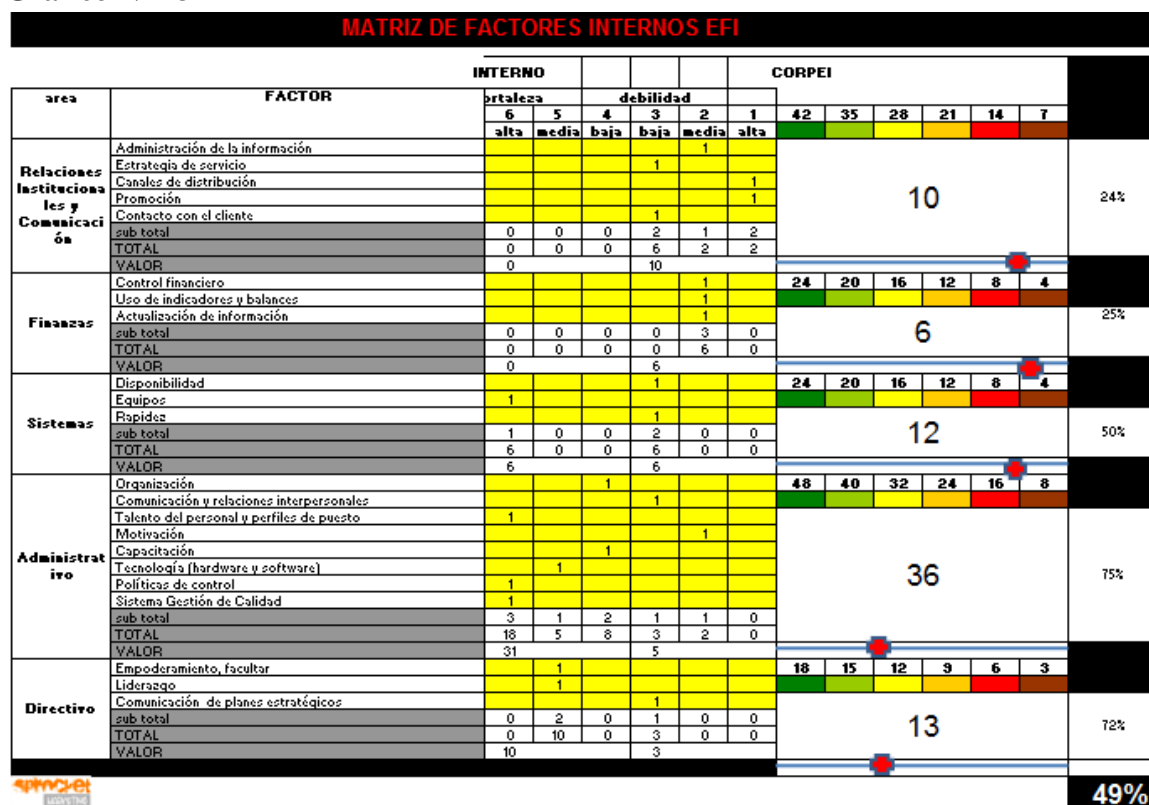 MATRIZ DE FACTORES INTERNOS EFI
INTERNO CORPEI
area FACTOR ortaleza debilidad
6 5 4 3 2 1 42 35 28 21 14 7
alta media baja baja media alta
Relaciones Institucionales y Comunicación
Administración de la información 1
Estrategia de servicio 1
Canales de distribución 1
Promoción 1
Contacto con el cliente 1
sub total 0 0 0 2 1 2
TOTAL 0 0 0 6 2 2
VALOR 0 10
10 24%
Finanzas
Control financiero 1 24 20 16 12 8 4
Uso de indicadores y balances 1
Actualización de información 1
sub total 0 0 0 0 3 0
TOTAL 0 0 0 0 6 0
VALOR 0 6
6 25%
Sistemas
Disponibilidad 1 24 20 16 12 8 4
Equipos 1
Rapidez 1
sub total 1 0 0 2 0 0
TOTAL 6 0 0 6 0 0
VALOR 6 6
12 50%
Administrativo
Organización 1 48 40 32 24 16 8
Comunicación y relaciones interpersonales 1
Talento del personal y perfiles de puesto 1
Motivación 1
Capacitación 1
Tecnología (hardware y software) 1
Políticas de control 1
Sistema Gestión de Calidad 1
sub total 3 1 2 1 1 0
TOTAL 18 5 8 3 2 0
VALOR 31 5
36 75%
Directivo
Empoderamiento, facultar 1 18 15 12 9 6 3
Liderazgo 1
Comunicación de planes estratégicos 1
sub total 0 2 0 1 0 0
TOTAL 0 10 0 3 0 0
VALOR 10 3
13 72%
sprocket
49%